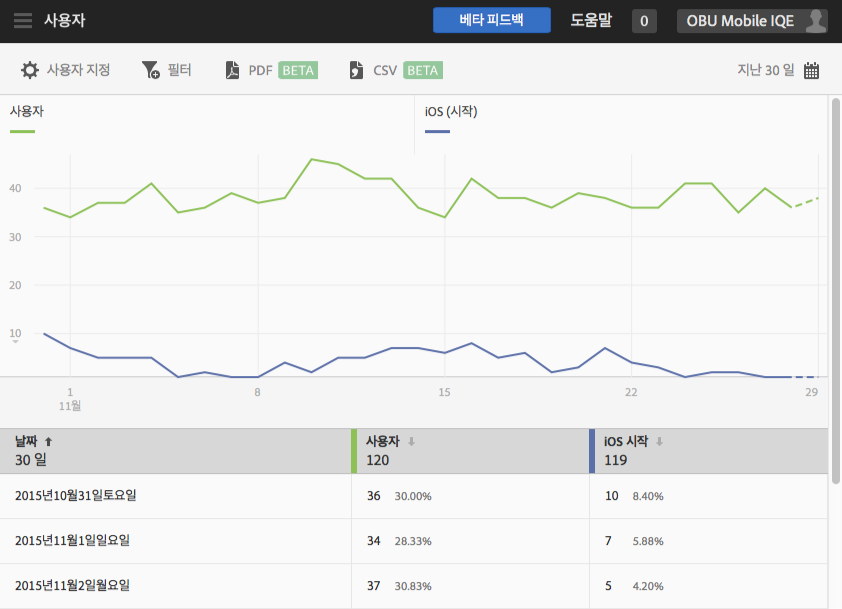 사용자 베타 피드백 도움말 0 OBU Mobile IQE
사용자 지정 필터 PDF BETA CSV BETA 지난 30 일
사용자 iOS (시작)
40
30
20
10
1 8 15 22 29
11월
날짜 사용자 iOS 시작
30 일 120 119
2015년10월31일토요일 36 30.00% 10 8.40%
2015년11월1일일요일 34 28.33% 7 5.88%
2015년11월2일월요일 37 30.83% 5 4.20%